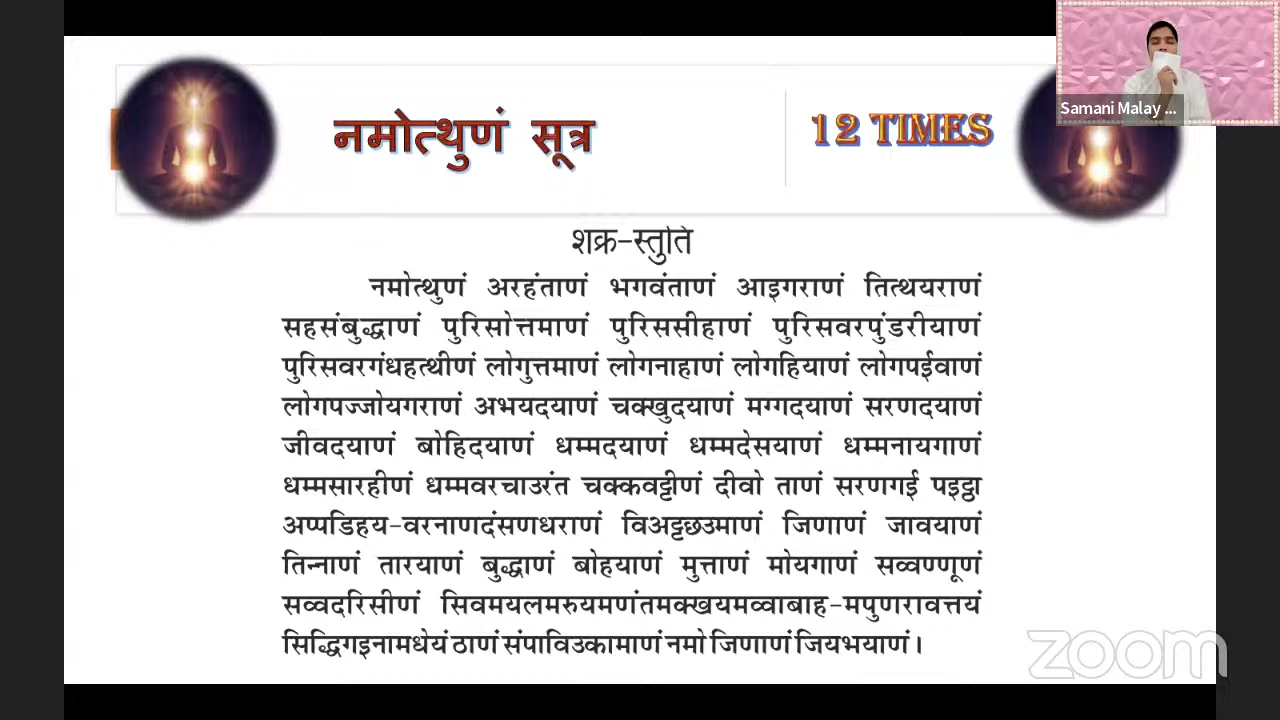 नमोत्थुणं सूत्र
12 TIMES
Samani Malay ...
शक्र-स्तुति
नमोत्थुणं अरहंताणं भगवंताणं आइगराणं तित्थयराणं
सहसंबुद्धाणं पुरिसोत्तमाणं पुरिससीहाणं पुरिसवरपुंडरीयाणं
पुरिसवरगंधहत्थीणं लोगुत्तमाणं लोगनाहाणं लोगहियाणं लोगपईवाणं
लोगपज्जोयगराणं अभयदयाणं चक्खुदयाणं मग्गदयाणं सरणदयाणं
जीवदयाणं बोहिदयाणं धम्मदयाणं धम्मदेसयाणं धम्मनायगाणं
धम्मसारहीणं धम्मवरचाउरंत चक्कवट्टीणं दीवो ताणं सरणगई पइट्ठा
अप्पडिहय-वरनाणदंसणधराणं विअट्टछउमाणं जिणाणं जावयाणं
तिन्नाणं तारयाणं बुद्धाणं बोहयाणं मुत्ताणं मोयगाणं सव्वण्णूणं
सव्वदरिसीणं सिवमयलमरुयमणंतमक्खयमव्वाबाह-मपुणरावत्तयं
सिद्धिगइनामधेयं ठाणं संपाविउकामाणं नमो जिणाणं जियभयाणं।
zoom